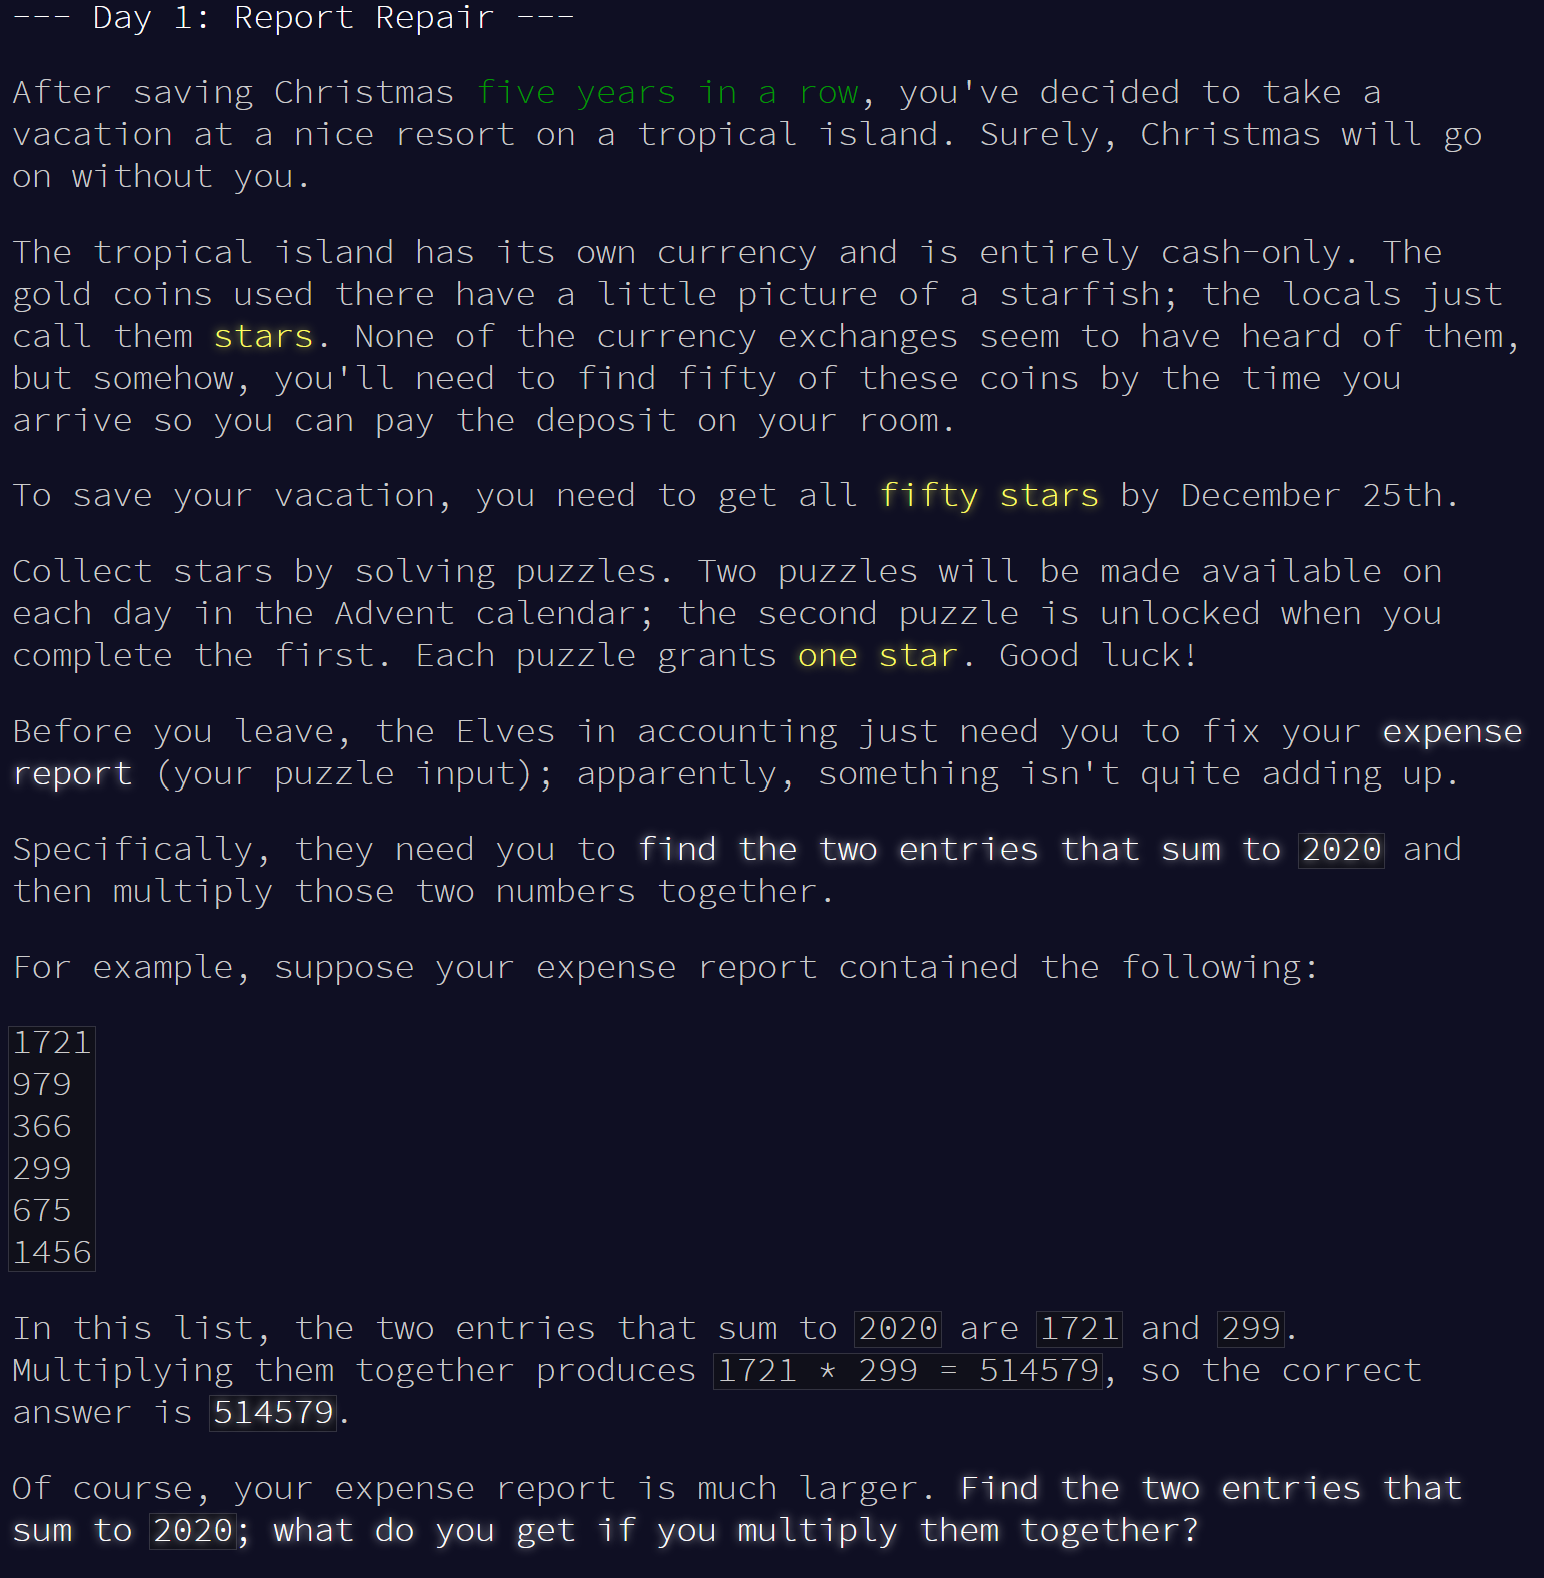 --- Day 1: Report Repair ---
After saving Christmas five years in a row, you've decided to take a
vacation at a nice resort on a tropical island. Surely, Christmas will go
on without you.
The tropical island has its own currency and is entirely cash-only. The
gold coins used there have a little picture of a starfish; the locals just
call them stars. None of the currency exchanges seem to have heard of them,
but somehow, you'll need to find fifty of these coins by the time you
arrive so you can pay the deposit on your room.
To save your vacation, you need to get all fifty stars by December 25th.
Collect stars by solving puzzles. Two puzzles will be made available on
each day in the Advent calendar; the second puzzle is unlocked when you
complete the first. Each puzzle grants one star. Good luck!
Before you leave, the Elves in accounting just need you to fix your expense
report (your puzzle input); apparently, something isn't quite adding up.
Specifically, they need you to find the two entries that sum to 2020 and
then multiply those two numbers together.
For example, suppose your expense report contained the following:
1721
979
366
299
675
1456
In this list, the two entries that sum to 2020 are 1721 and 299.
Multiplying them together produces 1721 * 299 = 514579, so the correct
answer is 514579.
Of course, your expense report is much larger. Find the two entries that
sum to 2020; what do you get if you multiply them together?